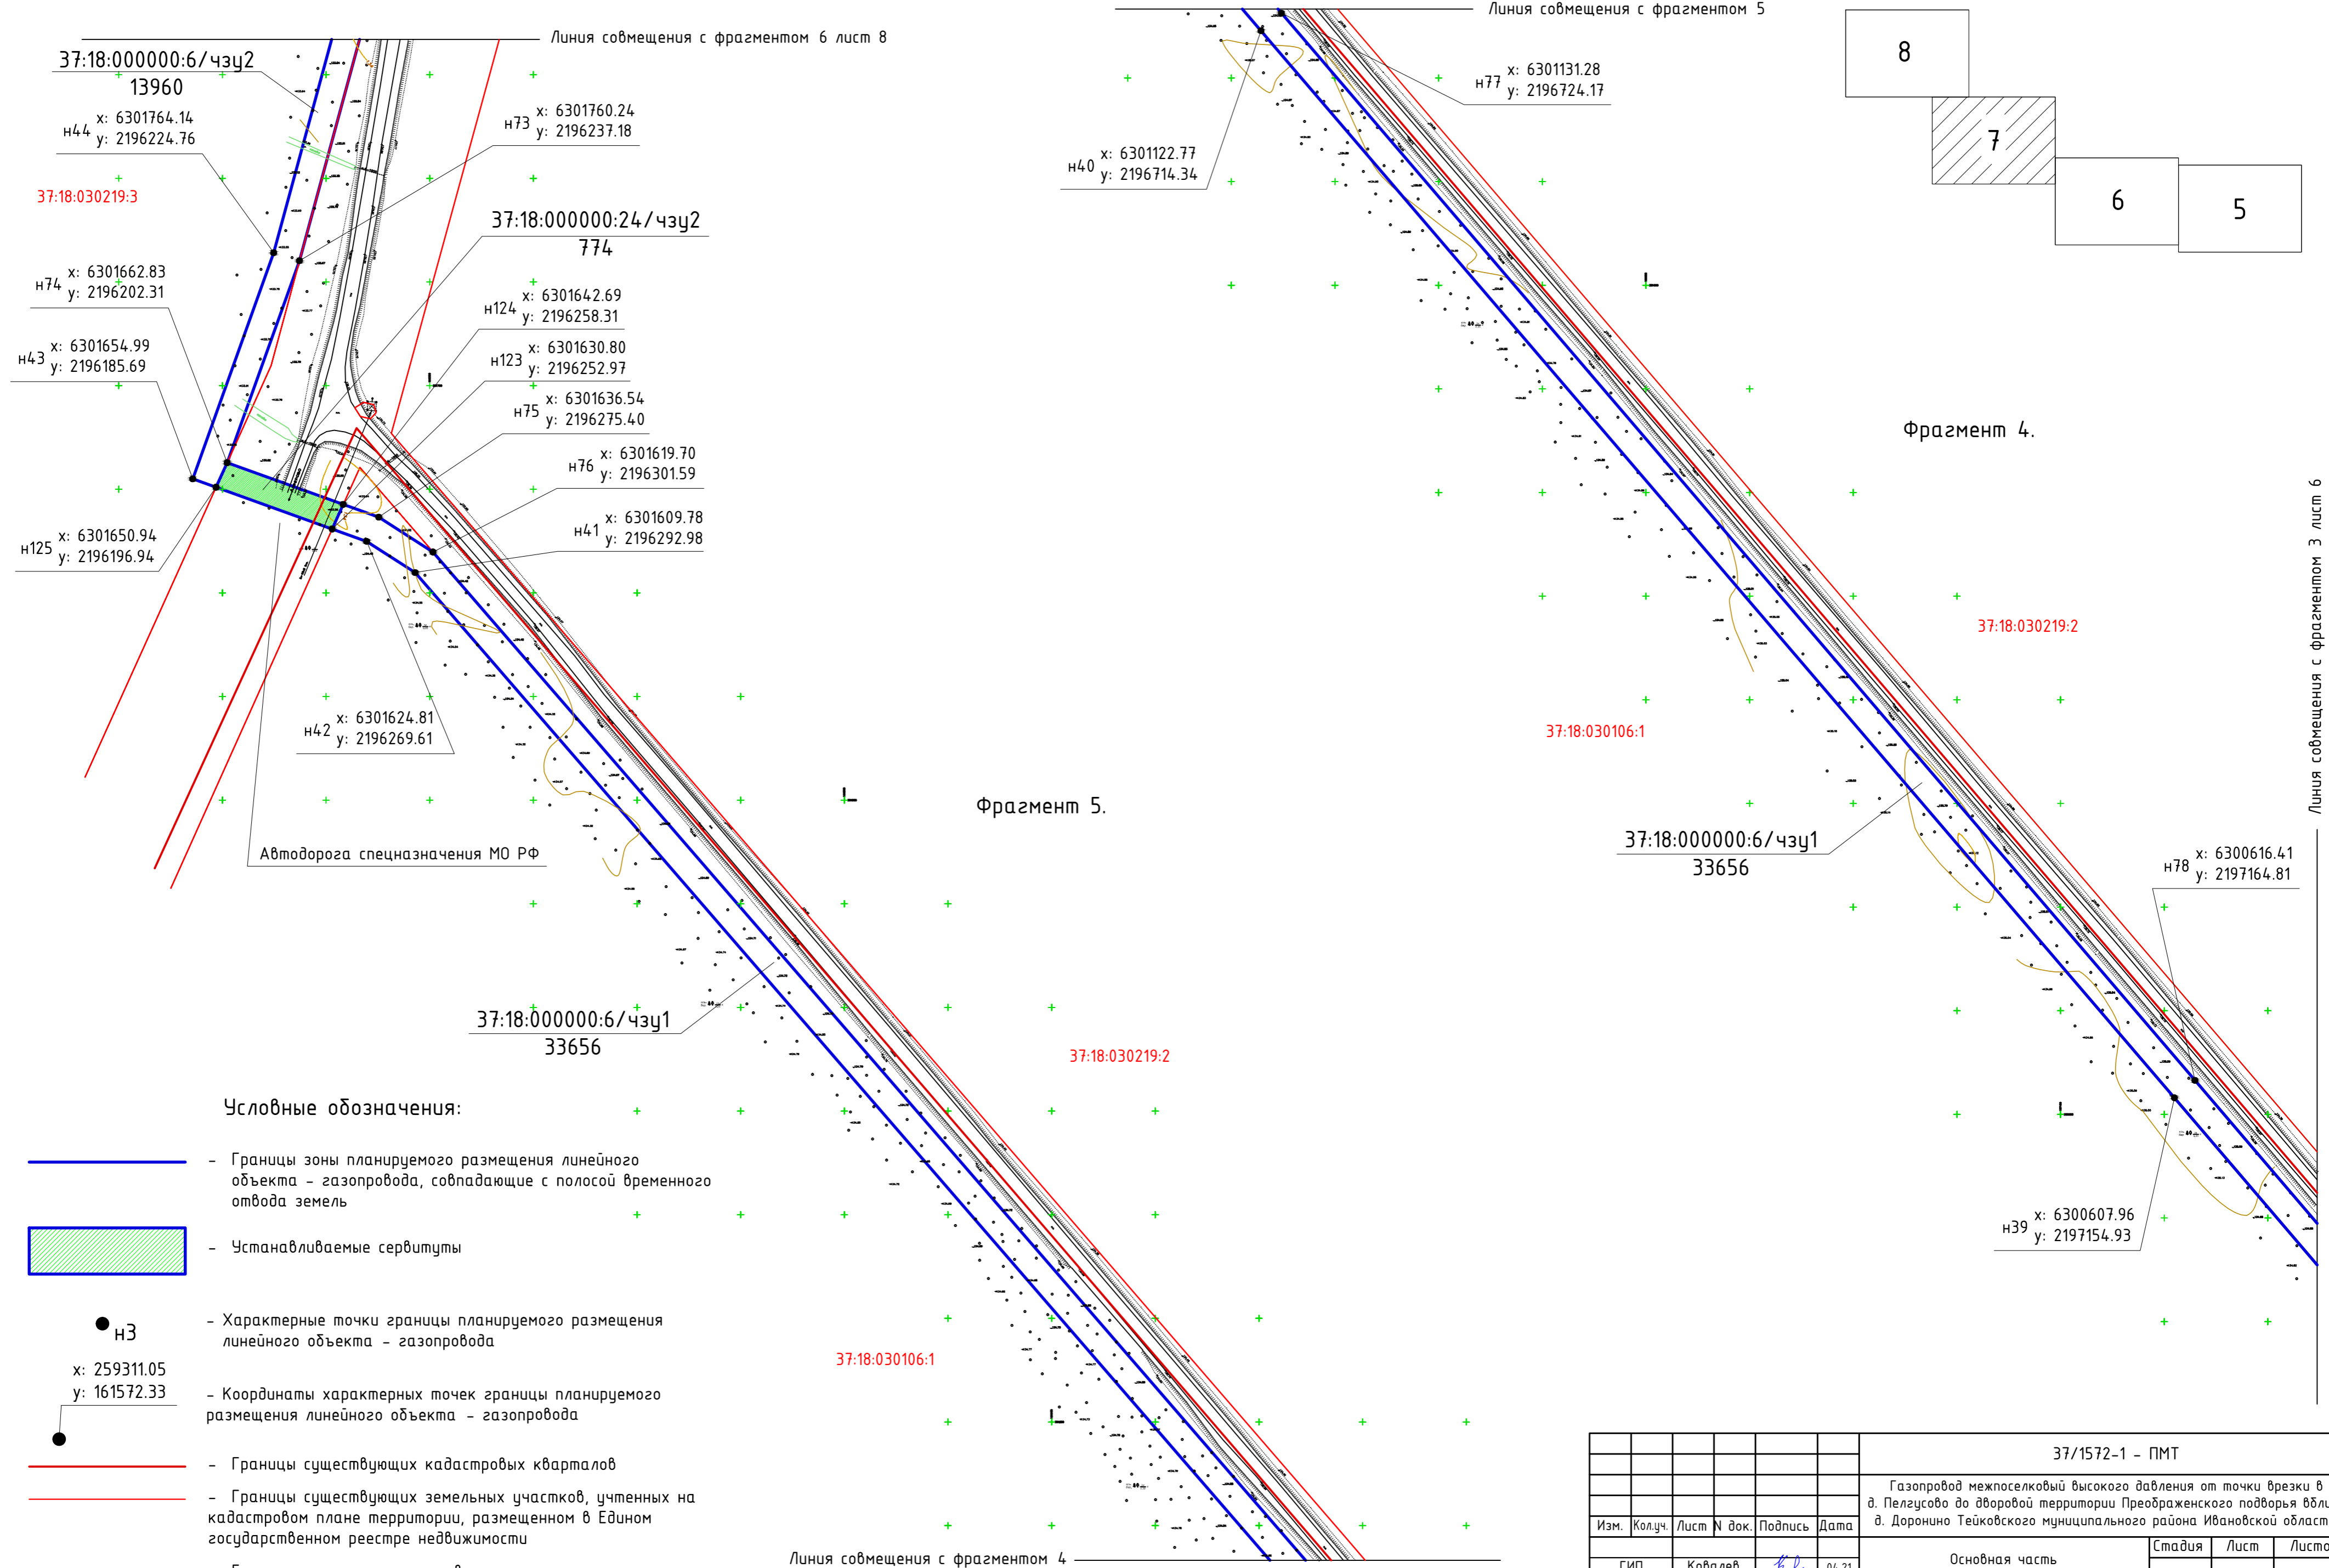 Линия совмещения с фрагментом 6 лист 8
37:18:000000:6/чзу2
13960
н44 x: 6301764.14
y: 2196224.76
н73 x: 6301760.24
y: 2196237.18
37:18:030219:3
37:18:000000:24/чзу2
774
н74 x: 6301662.83
y: 2196202.31
н124 x: 6301642.69
y: 2196258.31
н43 x: 6301654.99
y: 2196185.69
н123 x: 6301630.80
y: 2196252.97
н75 x: 6301636.54
y: 2196275.40
н76 x: 6301619.70
y: 2196301.59
н41 x: 6301609.78
y: 2196292.98
н125 x: 6301650.94
y: 2196196.94
н42 x: 6301624.81
y: 2196269.61
Автодорога спецназначения МО РФ
Фрагмент 5.
37:18:000000:6/чзу1
33656
37:18:030219:2
37:18:030106:1
Линия совмещения с фрагментом 4
Линия совмещения с фрагментом 5
н77 x: 6301131.28
y: 2196724.17
н40 x: 6301122.77
y: 2196714.34
8
7
6
5
Фрагмент 4.
Линия совмещения с фрагментом 3 лист 6
37:18:030219:2
37:18:030106:1
37:18:000000:6/чзу1
33656
н78 x: 6300616.41
y: 2197164.81
н39 x: 6300607.96
y: 2197154.93
Условные обозначения:
- Границы зоны планируемого размещения линейного
объекта - газопровода, совпадающие с полосой временного
отвода земель
- Устанавливаемые сервитуты
н3
- Характерные точки границы планируемого размещения
линейного объекта - газопровода
x: 259311.05
y: 161572.33
- Координаты характерных точек границы планируемого
размещения линейного объекта - газопровода
- Границы существующих кадастровых кварталов
- Границы существующих земельных участков, учтенных на
кадастровом плане территории, размещенном в Едином
государственном реестре недвижимости
37/1572-1 - ПМТ
Газопровод межпоселковый высокого давления от точки врезки в
д. Пелгусово до дворовой территории Преображенского подворья
д. Доронино Тейковского муниципального района Ивановской
Изм. Кол.уч. Лист N док. Подпись Дата
Стадия Лист
ГИП Ковалев 04.21
Основная часть